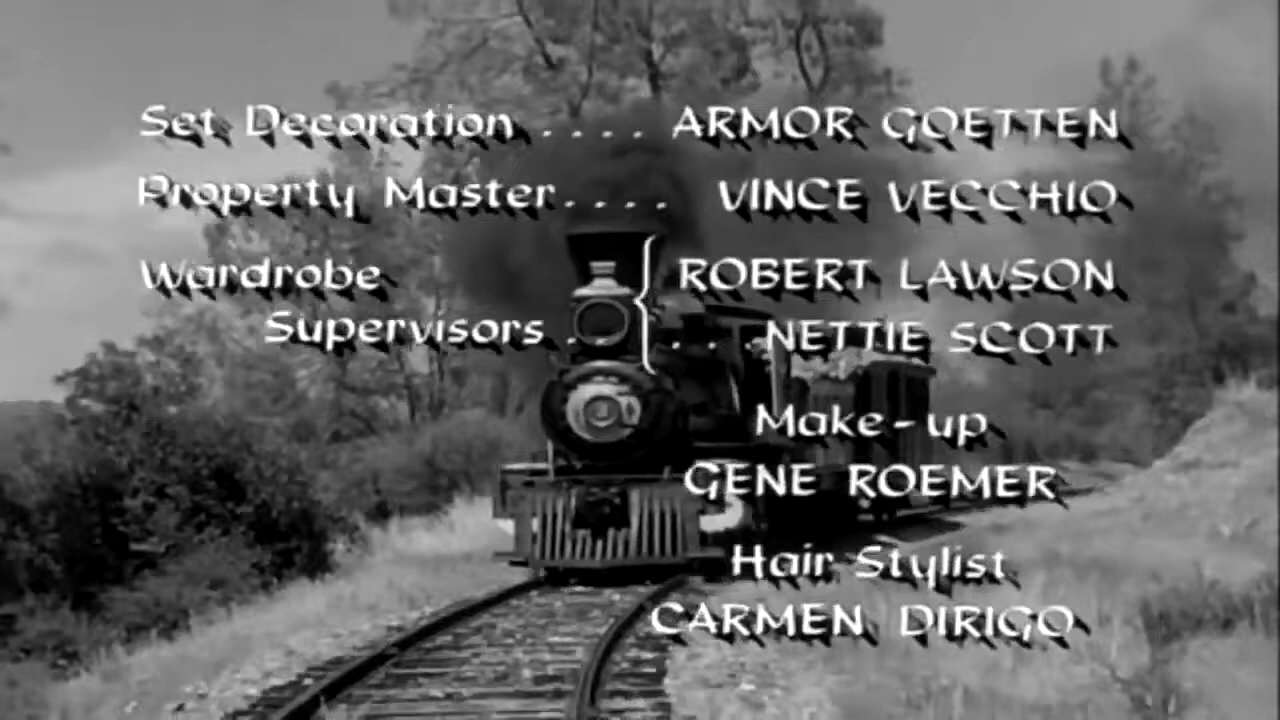 Set Decoration .... ARMOR GOETTEN
Property Master.... VINCE VECCHIO
Wardrobe { ROBERT LAWSON
Supervisors ..{... NETTIE SCOTT
Make-up
GENE ROEMER
Hair Stylist
CARMEN DIRIGO